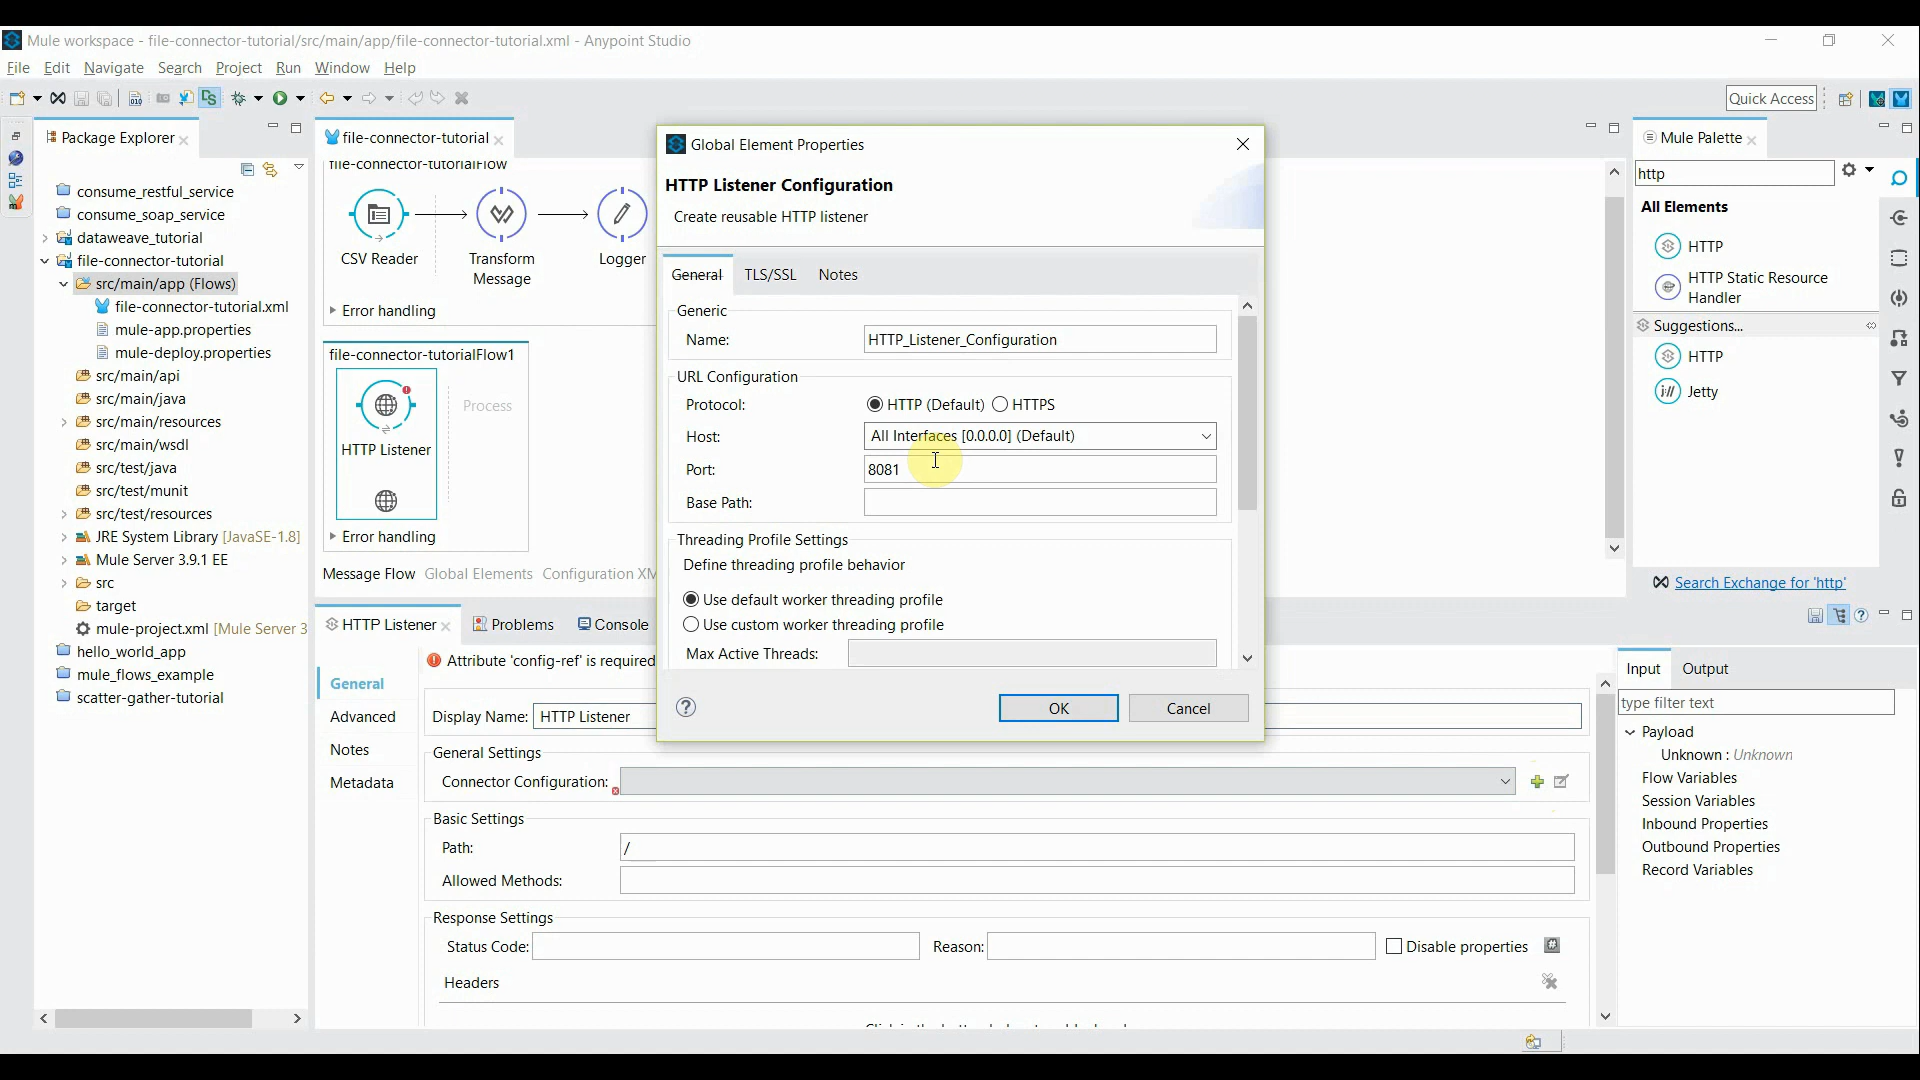 Mule workspace - file-connector-tutorial/src/main/app/file-connector-tutorial.xml - Anypoint Studio
File Edit Navigate Search Project Run Window Help
Quick Access
Package Explorer
consume_restful_service
consume_soap_service
dataweave_tutorial
file-connector-tutorial
src/main/app (Flows)
file-connector-tutorial.xml
mule-app.properties
mule-deploy.properties
src/main/api
src/main/java
src/main/resources
src/main/wsdl
src/test/java
src/test/munit
src/test/resources
JRE System Library [JavaSE-1.8]
Mule Server 3.9.1 EE
src
target
mule-project.xml [Mule Server 3
hello_world_app
mule_flows_example
scatter-gather-tutorial
file-connector-tutorial
file-connector-tutorialFlow
CSV Reader
Transform
Message
Logger
Error handling
file-connector-tutorialFlow1
HTTP Listener
Process
Error handling
Message Flow Global Elements Configuration XM
Global Element Properties
HTTP Listener Configuration
Create reusable HTTP listener
General TLS/SSL Notes
Generic
Name: HTTP_Listener_Configuration
URL Configuration
Protocol: HTTP (Default) HTTPS
Host: All Interfaces [0.0.0.0] (Default)
Port: 8081
Base Path:
Threading Profile Settings
Define threading profile behavior
Use default worker threading profile
Use custom worker threading profile
Max Active Threads:
OK Cancel
Mule Palette
http
All Elements
HTTP
HTTP Static Resource
Handler
Suggestions...
HTTP
Jetty
Search Exchange for 'http'
HTTP Listener Problems Console
Attribute 'config-ref' is required
General
Advanced
Notes
Metadata
Display Name: HTTP Listener
General Settings
Connector Configuration:
Basic Settings
Path: /
Allowed Methods:
Response Settings
Status Code: Reason: Disable properties
Headers
Input Output
type filter text
Payload
Unknown : Unknown
Flow Variables
Session Variables
Inbound Properties
Outbound Properties
Record Variables